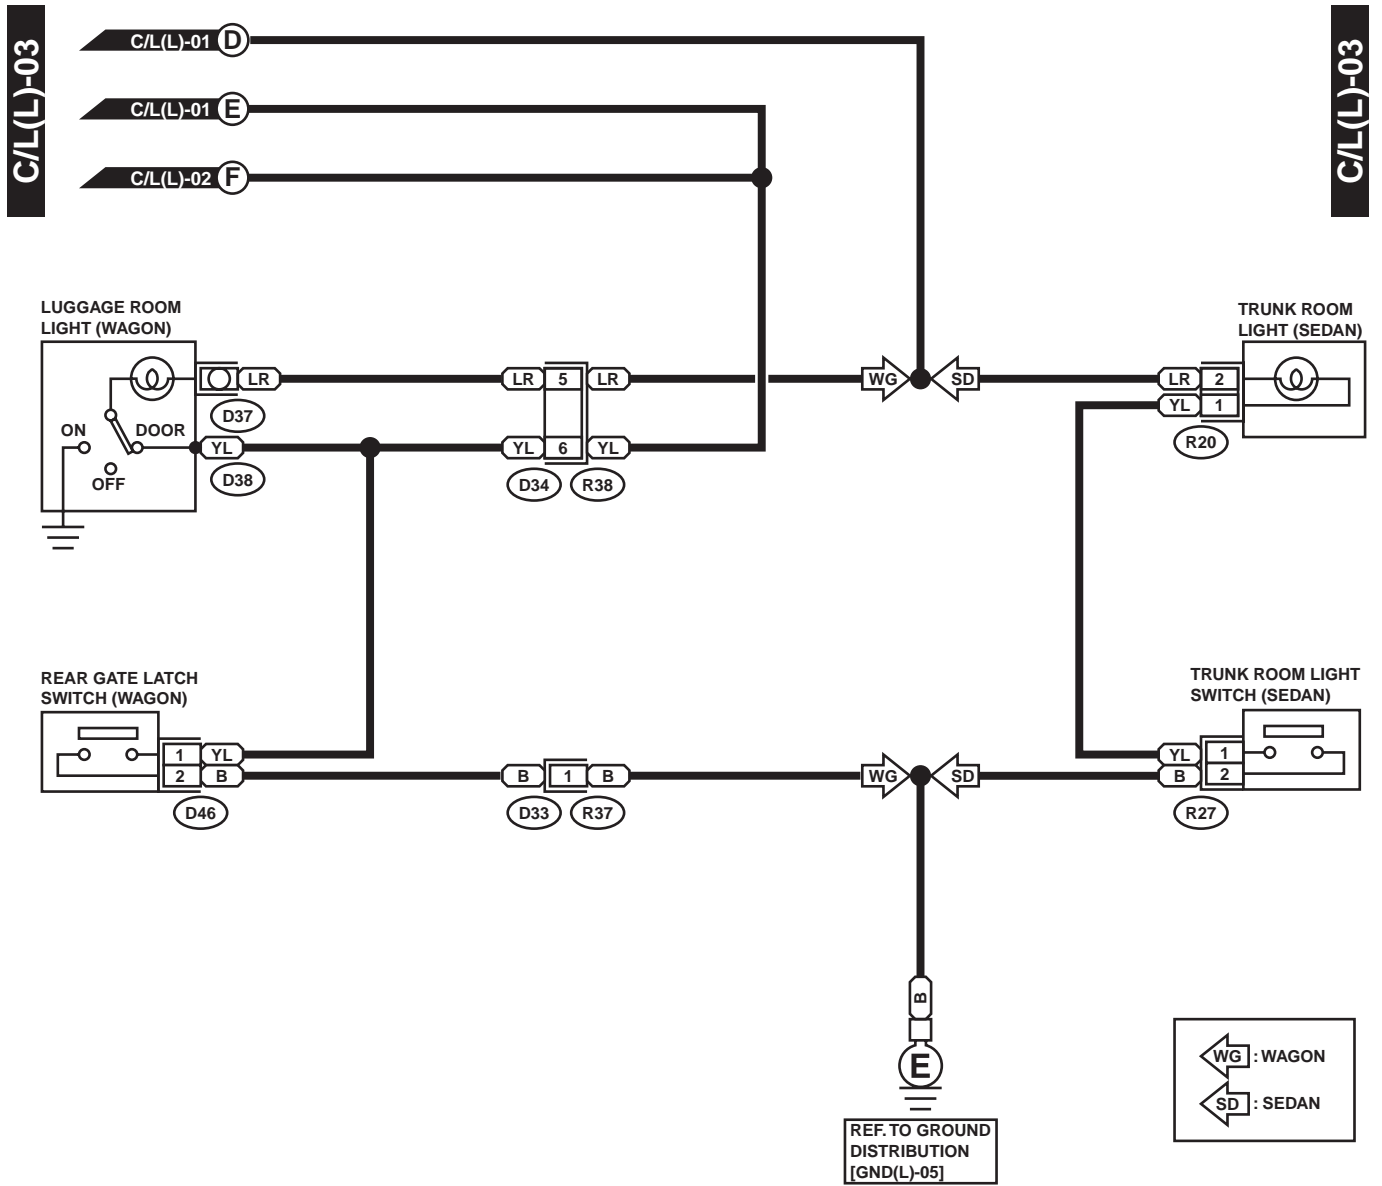 C/L(L)-03
C/L(L)-03
C/L(L)-01 D
C/L(L)-01 E
C/L(L)-02 F
LUGGAGE ROOM
LIGHT (WAGON)
TRUNK ROOM
LIGHT (SEDAN)
LR
LR 5 LR
WG
SD
LR 2
YL 1
D37
R20
ON
DOOR
OFF
YL
YL 6 YL
D38
D34
R38
REAR GATE LATCH
SWITCH (WAGON)
TRUNK ROOM LIGHT
SWITCH (SEDAN)
1 YL
2 B
B 1 B
WG
SD
YL 1
B 2
D46
D33
R37
R27
B
E
REF. TO GROUND
DISTRIBUTION
[GND(L)-05]
WG : WAGON
SD : SEDAN